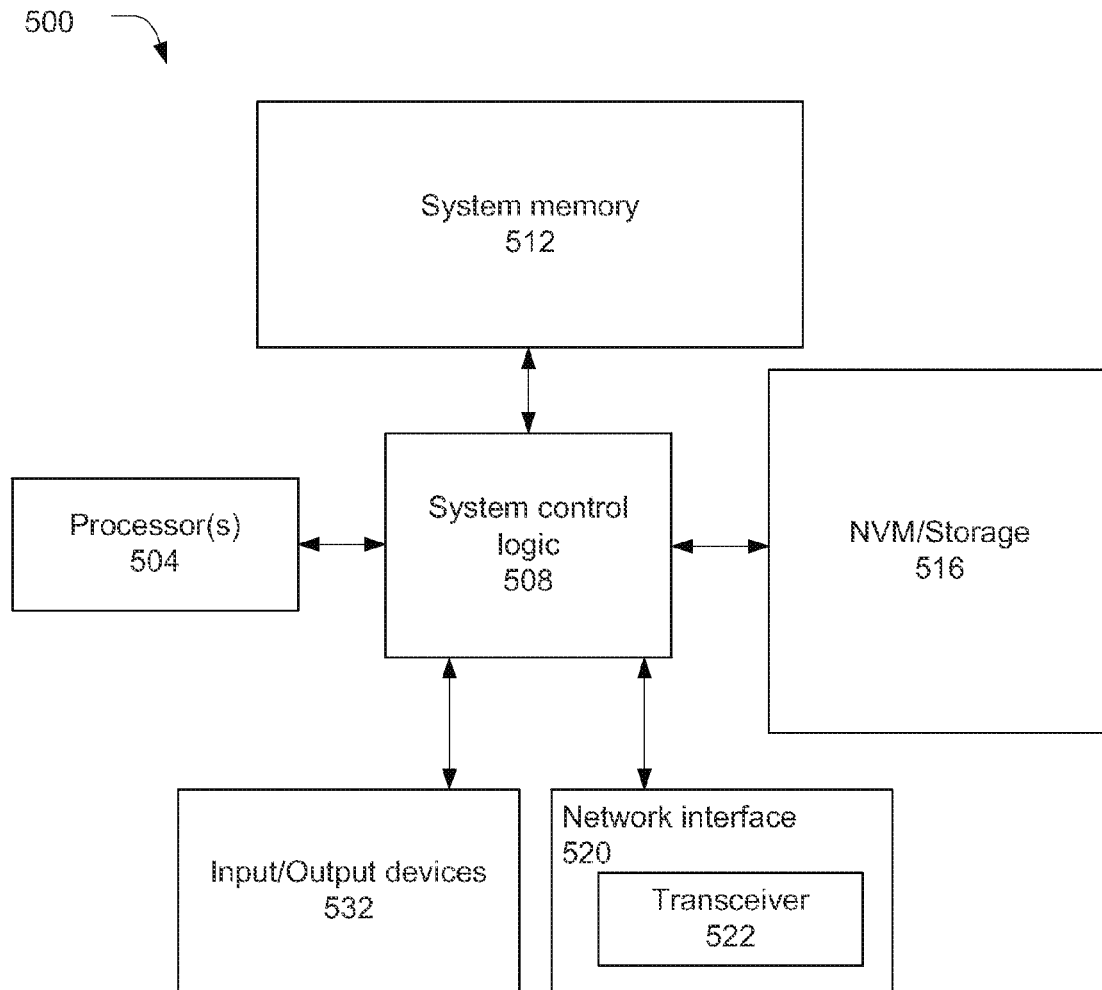 500
System memory
512
Processor(s)
504
System control
logic
508
NVM/Storage
516
Input/Output devices
532
Network interface
520
Transceiver
522